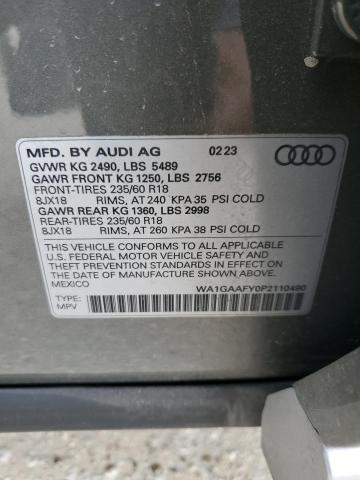 MFD. BY AUDI AG 02 23
GVWR KG 2490, LBS 5489
GAWR FRONT KG 1250, LBS 2756
FRONT-TIRES 235/60 R18
8JX18 RIMS, AT 240 KPA 35 PSI COLD
GAWR REAR KG 1360, LBS 2998
REAR-TIRES 235/60 R18
8JX18 RIMS, AT 260 KPA 38 PSI COLD
THIS VEHICLE CONFORMS TO ALL APPLICABLE
U.S. FEDERAL MOTOR VEHICLE SAFETY AND
THEFT PREVENTION STANDARDS IN EFFECT ON
THE DATE OF MANUFACTURE SHOWN ABOVE.
MEXICO
WA1GAAFY0P2110490
TYPE:
MPV